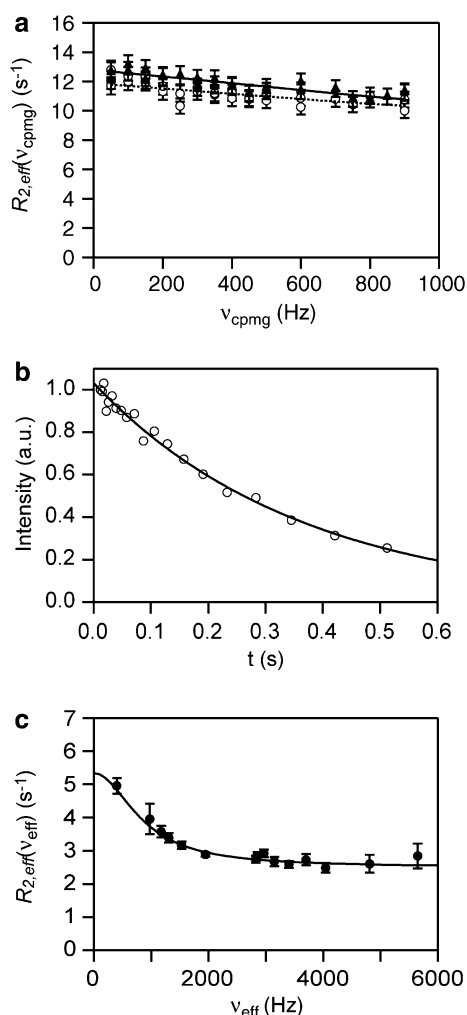 a
16
14
12
10
8
6
4
2
0
R2,eff(νcpmg) (s-1)
0 200 400 600 800 1000
νcpmg (Hz)
b
1.0
0.8
0.6
0.4
0.2
0.0
Intensity (a.u.)
0.0 0.1 0.2 0.3 0.4 0.5 0.6
t (s)
c
7
6
5
4
3
2
1
0
R2,eff(νeff) (s-1)
0 2000 4000 6000
νeff (Hz)